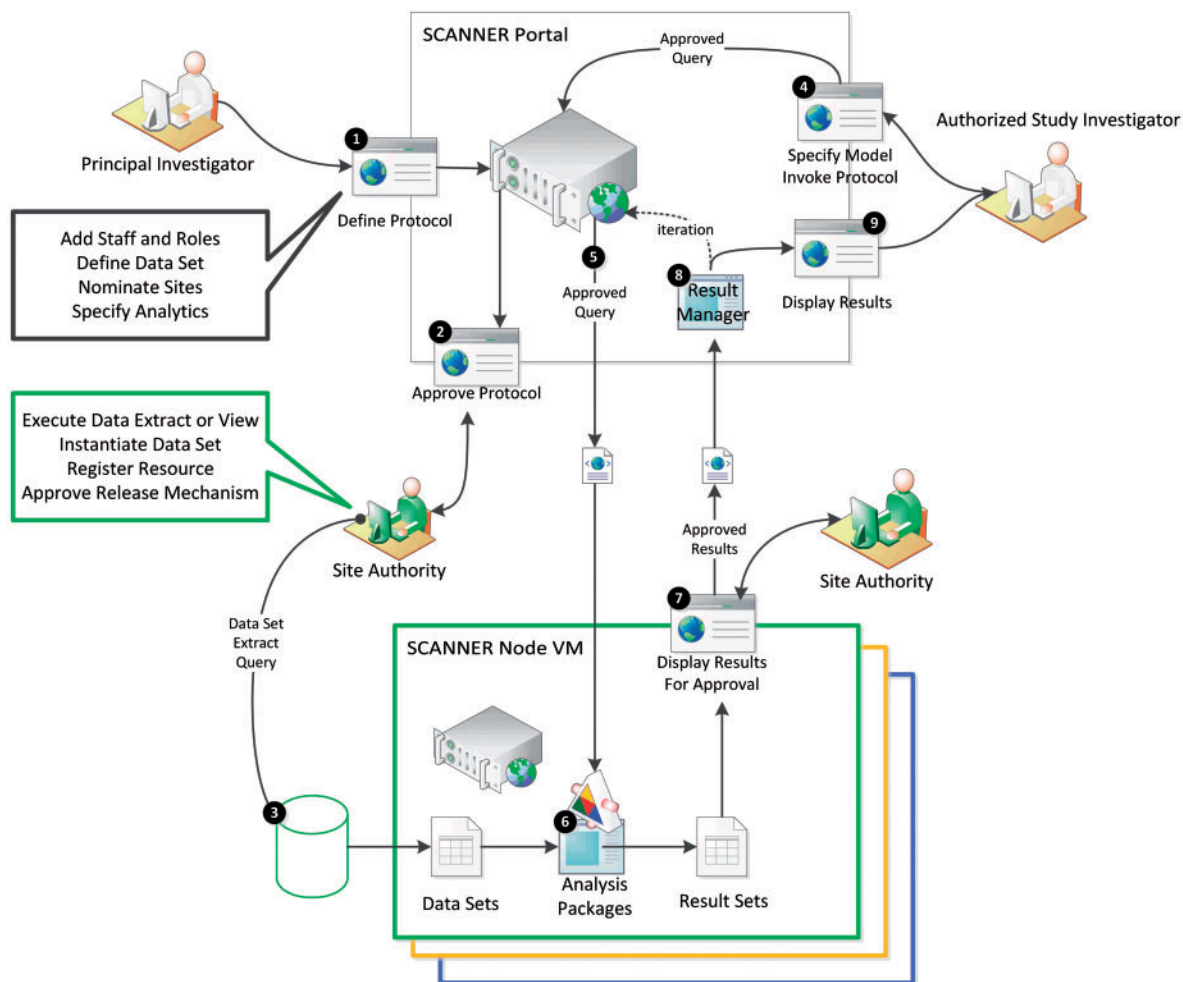 SCANNER Portal
Approved
Query
Principal Investigator
1
Define Protocol
4
Specify Model
Invoke Protocol
Authorized Study Investigator
Add Staff and Roles
Define Data Set
Nominate Sites
Specify Analytics
5
Approved
Query
iteration
8
Result
Manager
9
Display Results
2
Approve Protocol
Execute Data Extract or View
Instantiate Data Set
Register Resource
Approve Release Mechanism
Site Authority
Approved
Results
Site Authority
Data Set
Extract
Query
SCANNER Node VM
7
Display Results
For Approval
3
Data Sets
6
Analysis
Packages
Result Sets